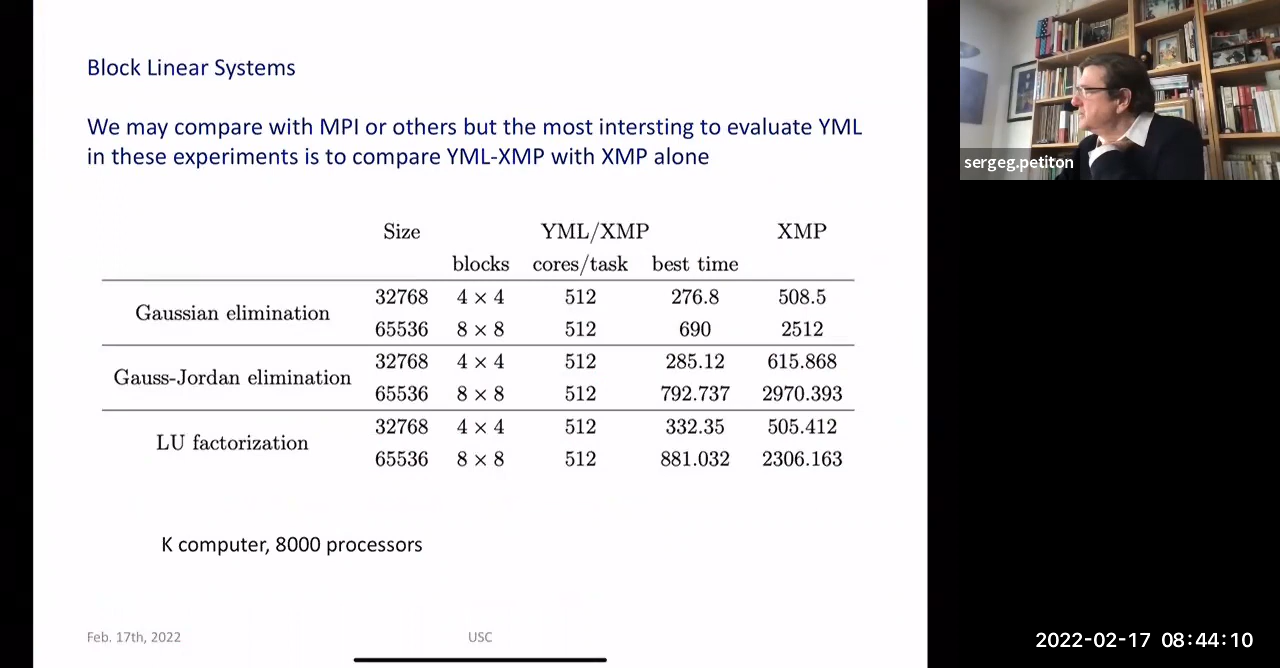 Block Linear Systems
We may compare with MPI or others but the most intersting to evaluate YML
in these experiments is to compare YML-XMP with XMP alone
Size YML/XMP XMP
blocks cores/task best time
Gaussian elimination
32768 4 × 4 512 276.8 508.5
65536 8 × 8 512 690 2512
Gauss-Jordan elimination
32768 4 × 4 512 285.12 615.868
65536 8 × 8 512 792.737 2970.393
LU factorization
32768 4 × 4 512 332.35 505.412
65536 8 × 8 512 881.032 2306.163
K computer, 8000 processors
Feb. 17th, 2022 USC
sergeg.petiton
2022-02-17 08:44:10